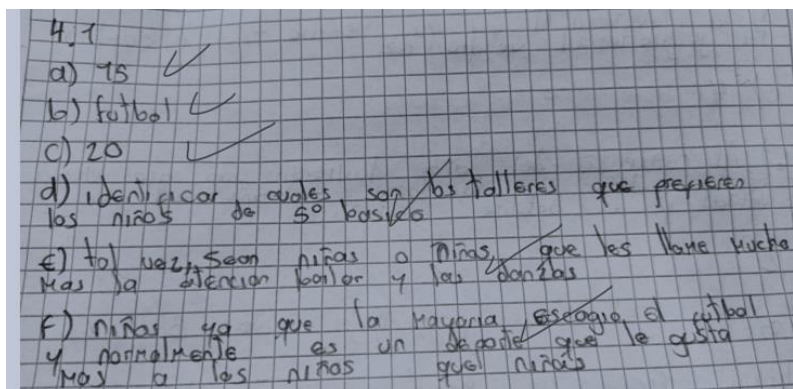 4.1
a) 15
b) futbol
c) 20
d) identificar cuales son los talleres que prefieren
los niños de 5º basico
e) tal vez, sean niñas o niñas, que les llame mucho
mas la atencion bailar y las danzas
f) niños ya que la mayoria escogio el futbol
y normalmente es un deporte que le gusta
mas a los niños que niñas